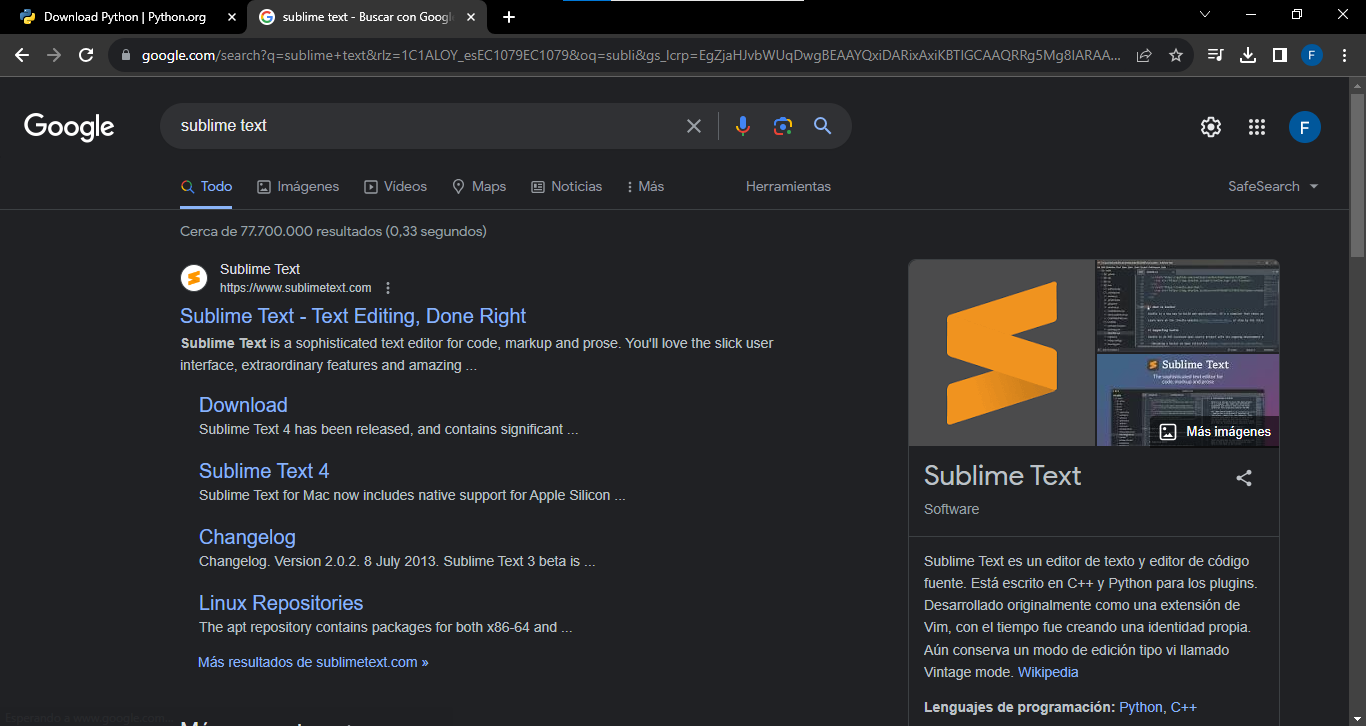 Download Python | Python.org
sublime text - Buscar con Googl
google.com/search?q=sublime+text&rlz=1C1ALOY_esEC1079EC1079&oq=subli&gs_lcrp=EgZjaHJvbWUqDwgBEAAYQxiDARixAxiKBTIGCAAQRRg5Mg8IARAA...
F
Google
sublime text
F
Todo
Imágenes
Vídeos
Maps
Noticias
Más
Herramientas
SafeSearch
Cerca de 77.700.000 resultados (0,33 segundos)
Sublime Text
https://www.sublimetext.com
Sublime Text - Text Editing, Done Right
Sublime Text is a sophisticated text editor for code, markup and prose. You'll love the slick user
interface, extraordinary features and amazing ...
Download
Sublime Text 4 has been released, and contains significant ...
Sublime Text 4
Sublime Text for Mac now includes native support for Apple Silicon ...
Changelog
Changelog. Version 2.0.2. 8 July 2013. Sublime Text 3 beta is ...
Linux Repositories
The apt repository contains packages for both x86-64 and ...
Más resultados de sublimetext.com »
Esperando a www.google.com...
Sublime Text
The sophisticated text editor for
code, markup and prose
Más imágenes
Sublime Text
Software
Sublime Text es un editor de texto y editor de código
fuente. Está escrito en C++ y Python para los plugins.
Desarrollado originalmente como una extensión de
Vim, con el tiempo fue creando una identidad propia.
Aún conserva un modo de edición tipo vi llamado
Vintage mode. Wikipedia
Lenguajes de programación: Python, C++